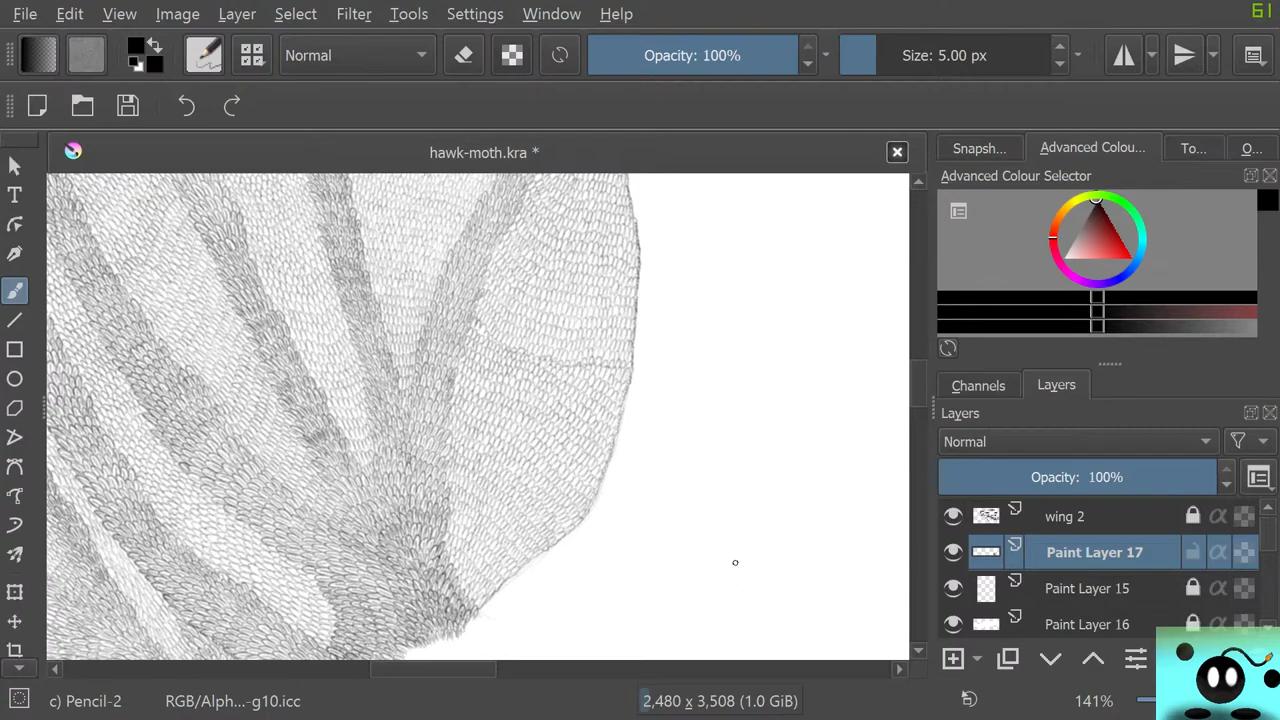 File Edit View Image Layer Select Filter Tools Settings Window Help
61
Normal
Opacity: 100%
Size: 5.00 px
hawk-moth.kra *
Snapsh...
Advanced Colou...
To...
O...
Advanced Colour Selector
Channels
Layers
Layers
Normal
Opacity: 100%
wing 2
Paint Layer 17
Paint Layer 15
Paint Layer 16
c) Pencil-2
RGB/Alph...-g10.icc
2,480 x 3,508 (1.0 GiB)
141%